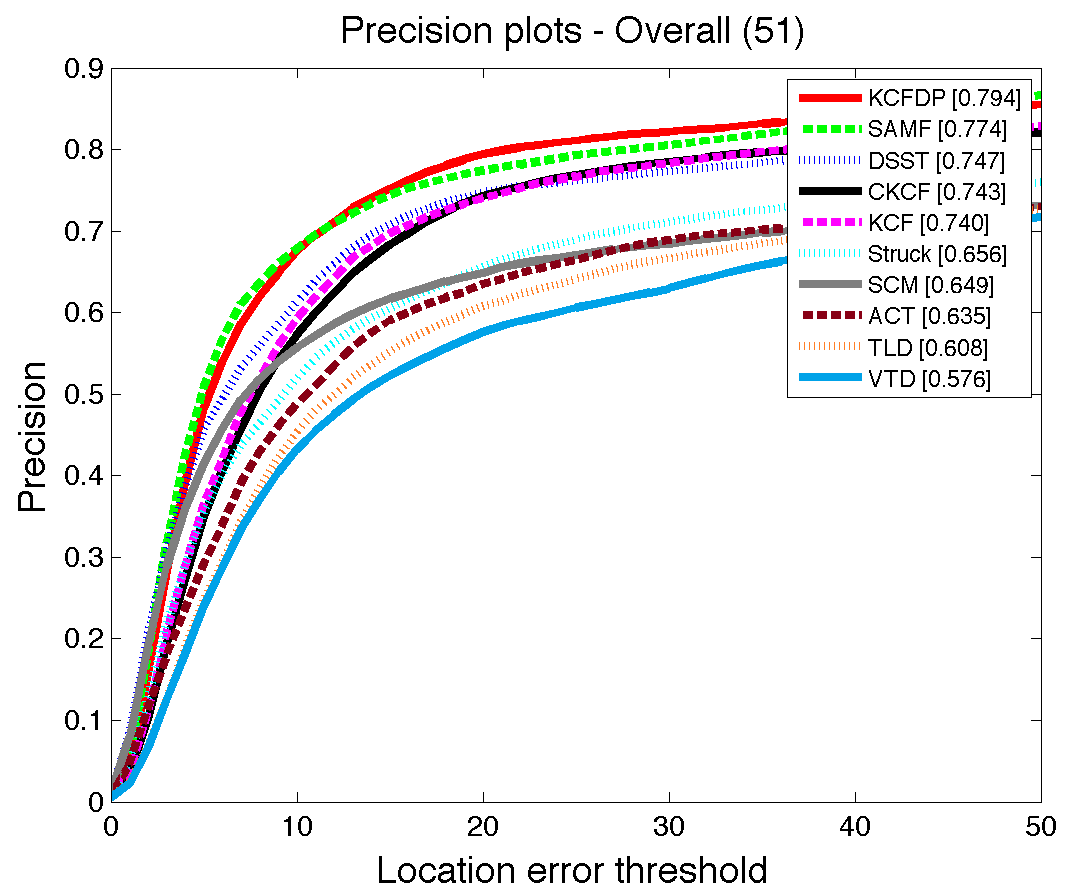 Precision plots - Overall (51)
0.9
0.8
0.7
0.6
0.5
0.4
0.3
0.2
0.1
0
Precision
KCFDP [0.794]
SAMF [0.774]
DSST [0.747]
CKCF [0.743]
KCF [0.740]
Struck [0.656]
SCM [0.649]
ACT [0.635]
TLD [0.608]
VTD [0.576]
0 10 20 30 40 50
Location error threshold